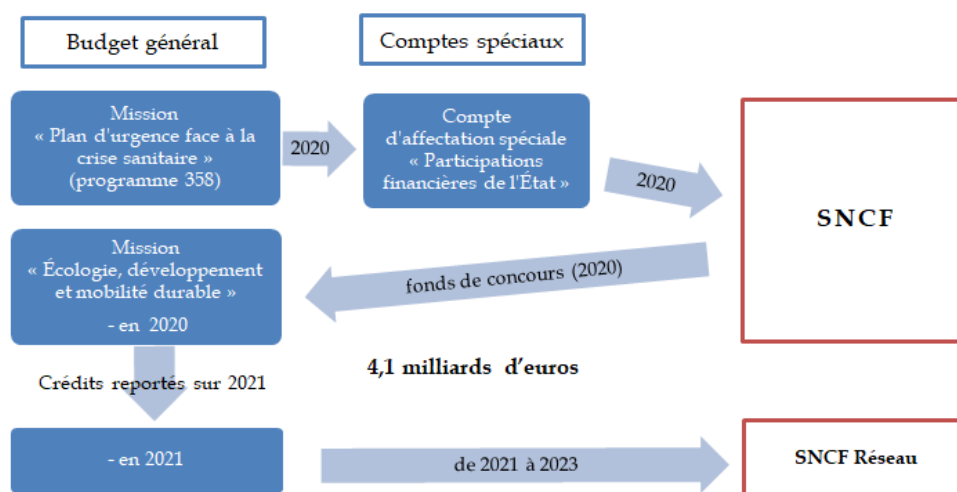 Budget général
Comptes spéciaux
Mission
« Plan d'urgence face à la
crise sanitaire »
(programme 358)
2020
Compte
d'affectation spéciale
« Participations
financières de l'État »
2020
SNCF
Mission
« Écologie, développement
et mobilité durable »
- en 2020
fonds de concours (2020)
4,1 milliards d'euros
Crédits reportés sur 2021
- en 2021
de 2021 à 2023
SNCF Réseau